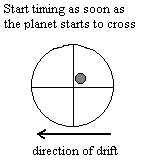 Start timing as soon as
the planet starts to cross
direction of drift